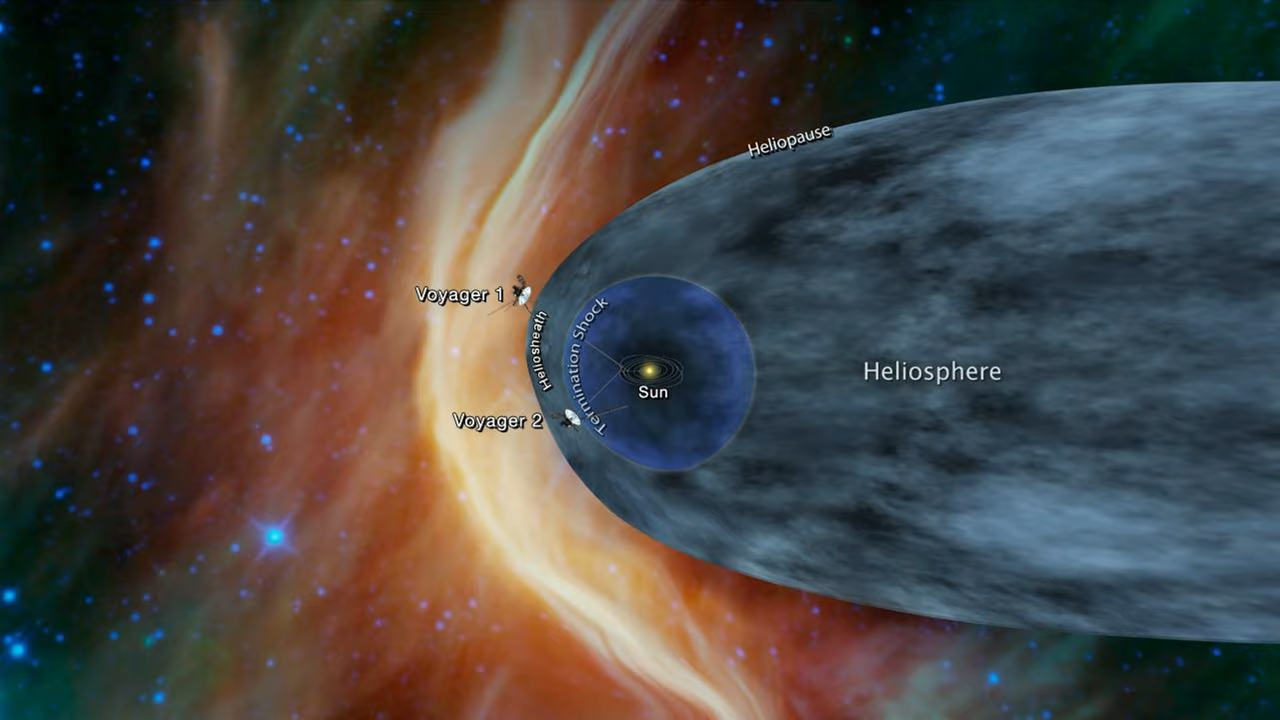 Heliopause
Voyager 1
Heliosheath
Termination Shock
Heliosphere
Sun
Voyager 2